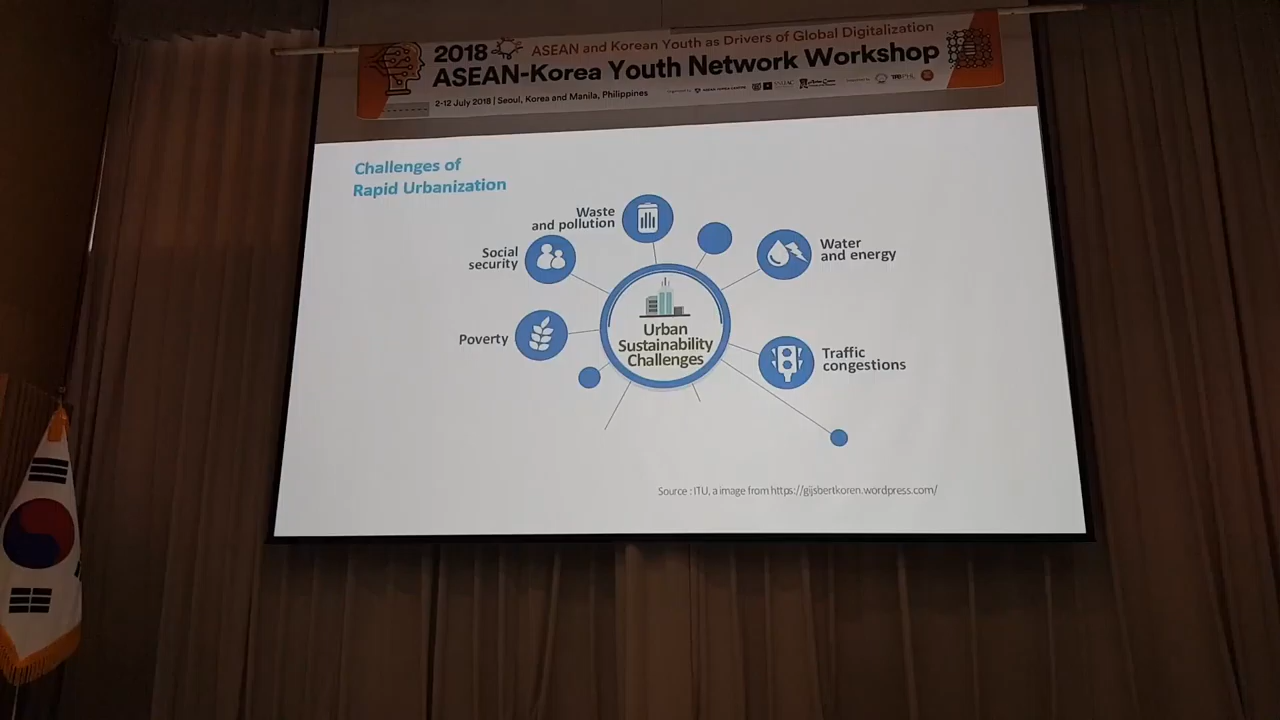 2018
ASEAN and Korean Youth as Drivers of Global Digitalization
ASEAN-Korea Youth Network Workshop
2-12 July 2018 | Seoul, Korea and Manila, Philippines
Challenges of
Rapid Urbanization
Waste
and pollution
Social
security
Water
and energy
Poverty
Urban
Sustainability
Challenges
Traffic
congestions
Source : ITU, a image from https://gijsbertkoren.wordpress.com/